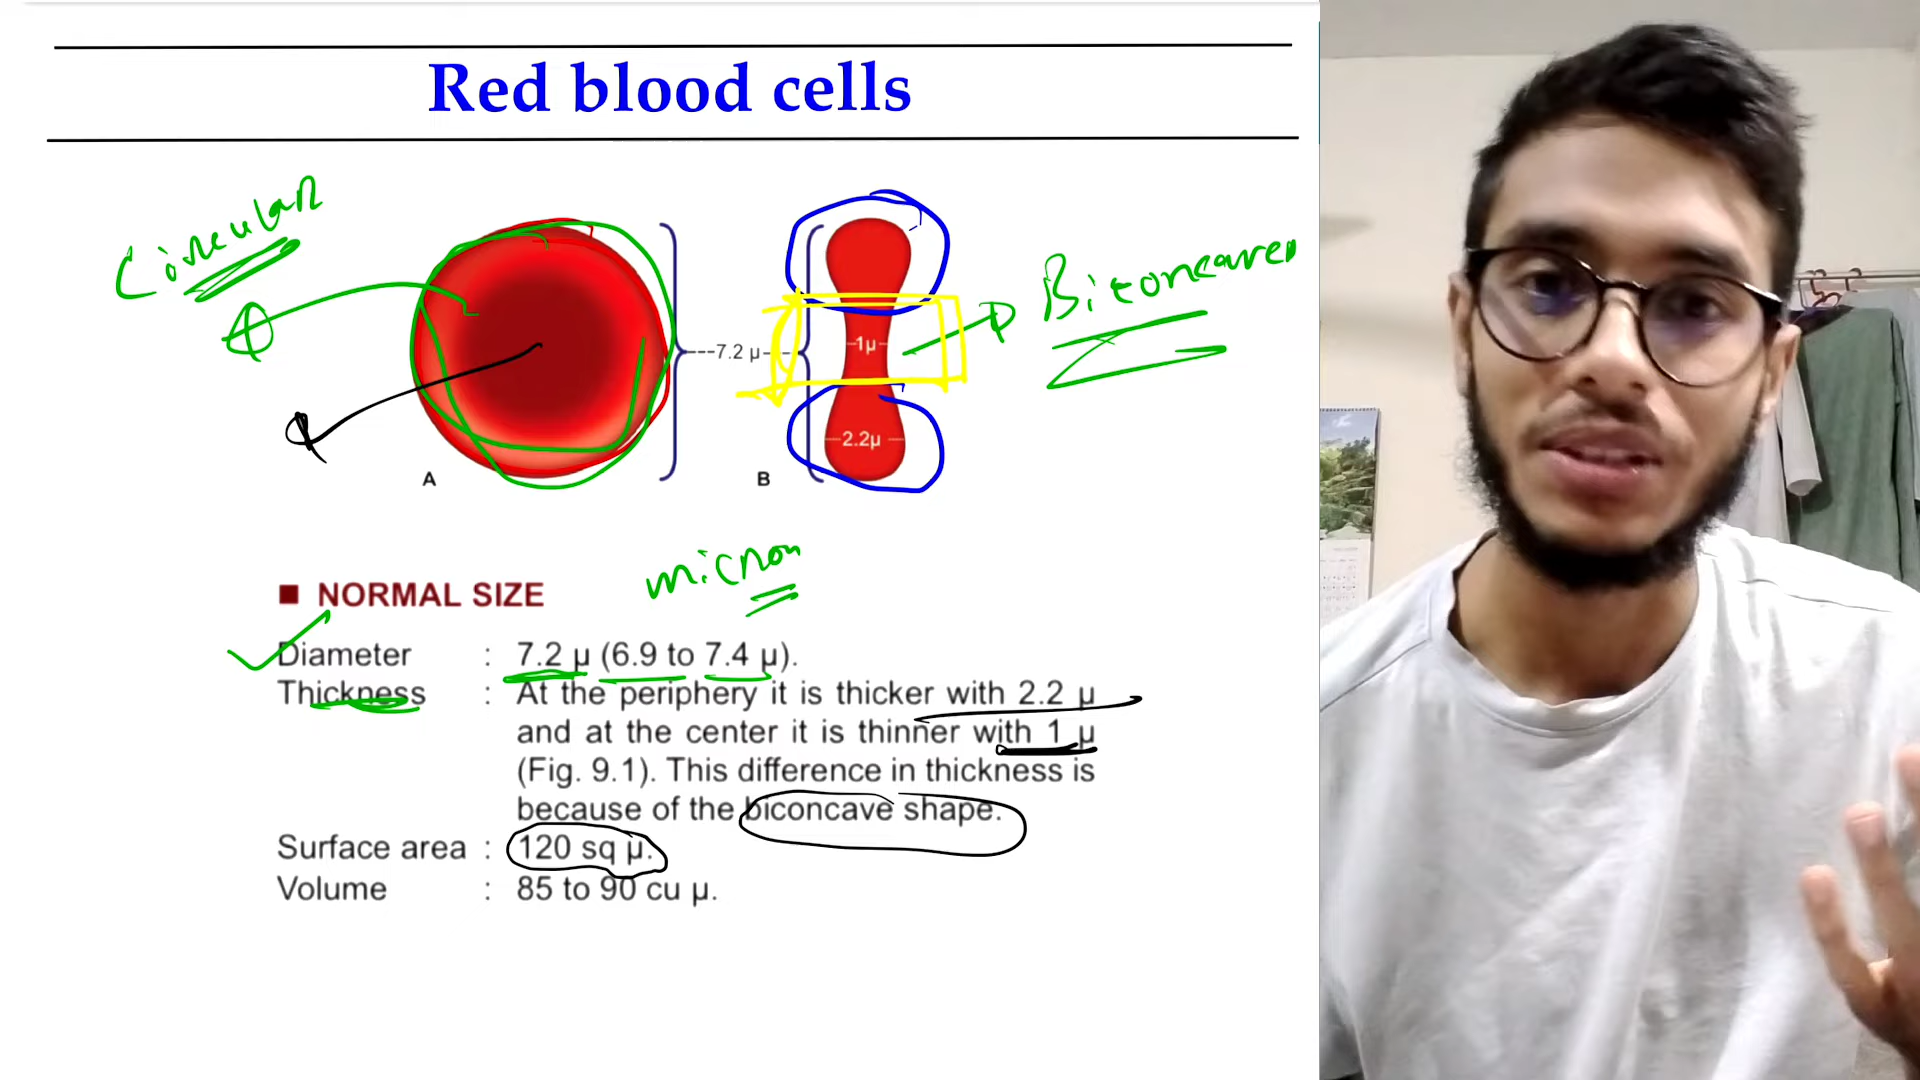 Red blood cells
Circular
Biconcave
1µ
---7.2 µ--
2.2µ
A
B
micron
■ NORMAL SIZE
Diameter : 7.2 µ (6.9 to 7.4 µ).
Thickness : At the periphery it is thicker with 2.2 µ
and at the center it is thinner with 1 µ
(Fig. 9.1). This difference in thickness is
because of the biconcave shape.
Surface area : 120 sq µ.
Volume : 85 to 90 cu µ.